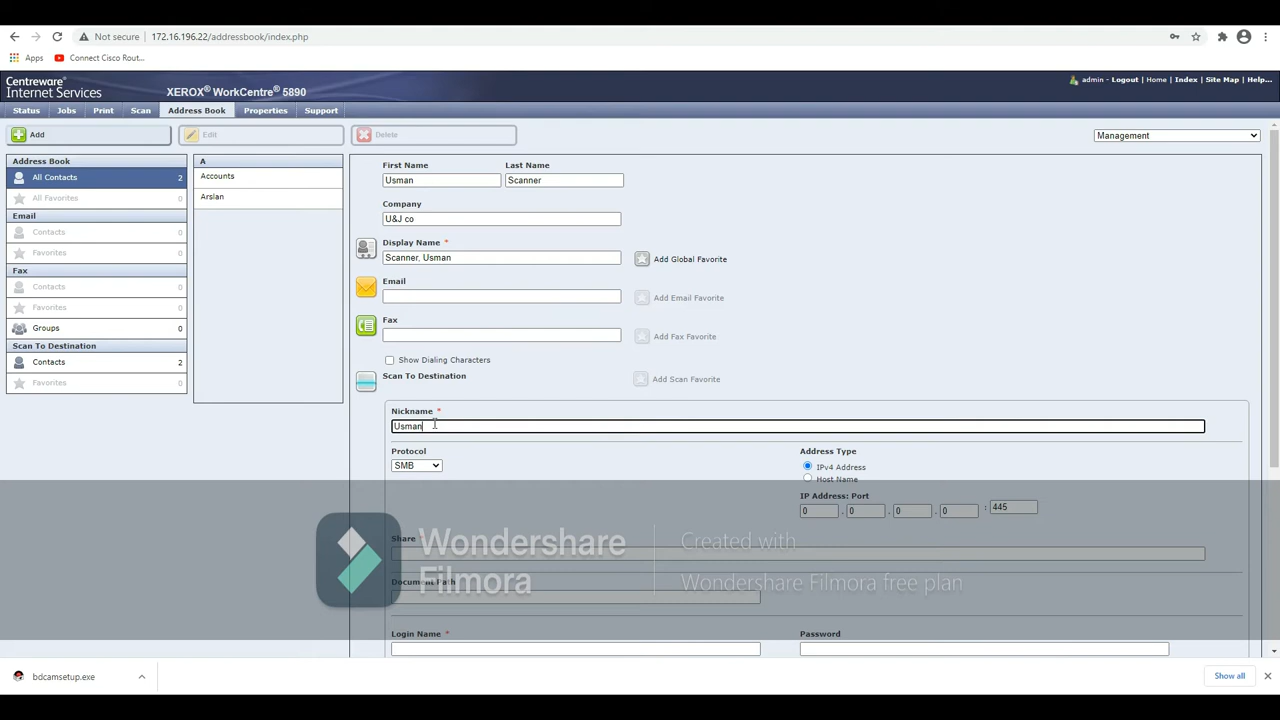 Not secure | 172.16.196.22/addressbook/index.php
Apps Connect Cisco Rout...
Centreware®
Internet Services
XEROX® WorkCentre® 5890
admin - Logout | Home | Index | Site Map | Help...
Status Jobs Print Scan Address Book Properties Support
Add Edit Delete Management
Address Book
All Contacts 2
All Favorites 0
Email
Contacts 0
Favorites 0
Fax
Contacts 0
Favorites 0
Groups 0
Scan To Destination
Contacts 2
Favorites 0
A
Accounts
Arslan
First Name Last Name
Usman Scanner
Company
U&J co
Display Name *
Scanner, Usman Add Global Favorite
Email
Add Email Favorite
Fax
Add Fax Favorite
Show Dialing Characters
Scan To Destination Add Scan Favorite
Nickname *
Usman
Protocol Address Type
SMB IPv4 Address
Host Name
IP Address: Port
0 . 0 . 0 . 0 : 445
Share *
Document Path
Wondershare
Filmora
Created with
Wondershare Filmora free plan
Login Name * Password
bdcamsetup.exe Show all